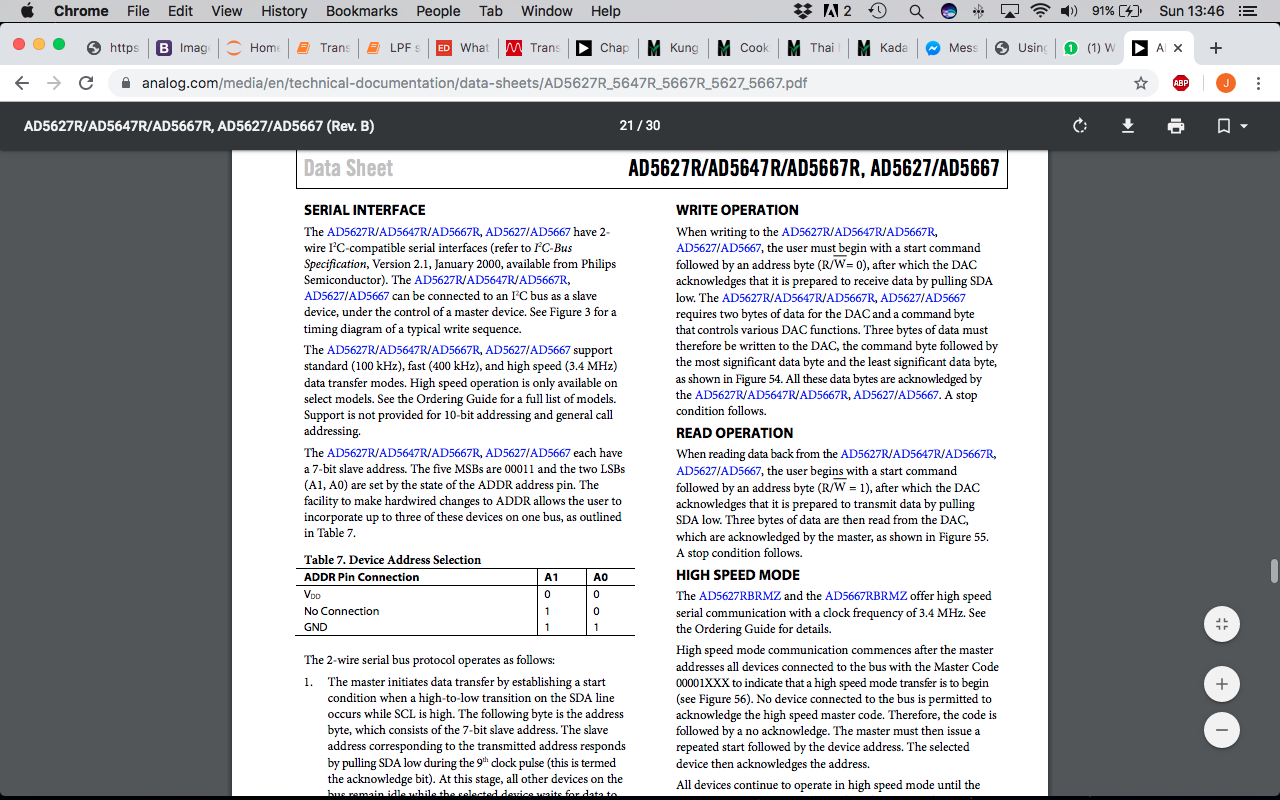 Chrome File Edit View History Bookmarks People Tab Window Help 2 91% Sun 13:46
https Imag Home Trans LPF s ED What Trans Chap Kung Cook Thai Kada Mess Using 1 (1) W
analog.com/media/en/technical-documentation/data-sheets/AD5627R_5647R_5667R_5627_5667.pdf ABP J
AD5627R/AD5647R/AD5667R, AD5627/AD5667 (Rev. B) 21 / 30
Data Sheet AD5627R/AD5647R/AD5667R, AD5627/AD5667
SERIAL INTERFACE
The AD5627R/AD5647R/AD5667R, AD5627/AD5667 have 2-
wire I²C-compatible serial interfaces (refer to I²C-Bus
Specification, Version 2.1, January 2000, available from Philips
Semiconductor). The AD5627R/AD5647R/AD5667R,
AD5627/AD5667 can be connected to an I²C bus as a slave
device, under the control of a master device. See Figure 3 for a
timing diagram of a typical write sequence.
The AD5627R/AD5647R/AD5667R, AD5627/AD5667 support
standard (100 kHz), fast (400 kHz), and high speed (3.4 MHz)
data transfer modes. High speed operation is only available on
select models. See the Ordering Guide for a full list of models.
Support is not provided for 10-bit addressing and general call
addressing.
The AD5627R/AD5647R/AD5667R, AD5627/AD5667 each have
a 7-bit slave address. The five MSBs are 00011 and the two LSBs
(A1, A0) are set by the state of the ADDR address pin. The
facility to make hardwired changes to ADDR allows the user to
incorporate up to three of these devices on one bus, as outlined
in Table 7.
Table 7. Device Address Selection
ADDR Pin Connection A1 A0
VDD 0 0
No Connection 1 0
GND 1 1
The 2-wire serial bus protocol operates as follows:
1. The master initiates data transfer by establishing a start
condition when a high-to-low transition on the SDA line
occurs while SCL is high. The following byte is the address
byte, which consists of the 7-bit slave address. The slave
address corresponding to the transmitted address responds
by pulling SDA low during the 9th clock pulse (this is termed
the acknowledge bit). At this stage, all other devices on the
bus remain idle while the selected device waits for data to
WRITE OPERATION
When writing to the AD5627R/AD5647R/AD5667R,
AD5627/AD5667, the user must begin with a start command
followed by an address byte (R/W̅ = 0), after which the DAC
acknowledges that it is prepared to receive data by pulling SDA
low. The AD5627R/AD5647R/AD5667R, AD5627/AD5667
requires two bytes of data for the DAC and a command byte
that controls various DAC functions. Three bytes of data must
therefore be written to the DAC, the command byte followed by
the most significant data byte and the least significant data byte,
as shown in Figure 54. All these data bytes are acknowledged by
the AD5627R/AD5647R/AD5667R, AD5627/AD5667. A stop
condition follows.
READ OPERATION
When reading data back from the AD5627R/AD5647R/AD5667R,
AD5627/AD5667, the user begins with a start command
followed by an address byte (R/W̅ = 1), after which the DAC
acknowledges that it is prepared to transmit data by pulling
SDA low. Three bytes of data are then read from the DAC,
which are acknowledged by the master, as shown in Figure 55.
A stop condition follows.
HIGH SPEED MODE
The AD5627RBRMZ and the AD5667RBRMZ offer high speed
serial communication with a clock frequency of 3.4 MHz. See
the Ordering Guide for details.
High speed mode communication commences after the master
addresses all devices connected to the bus with the Master Code
00001XXX to indicate that a high speed mode transfer is to begin
(see Figure 56). No device connected to the bus is permitted to
acknowledge the high speed master code. Therefore, the code is
followed by a no acknowledge. The master must then issue a
repeated start followed by the device address. The selected
device then acknowledges the address.
All devices continue to operate in high speed mode until the